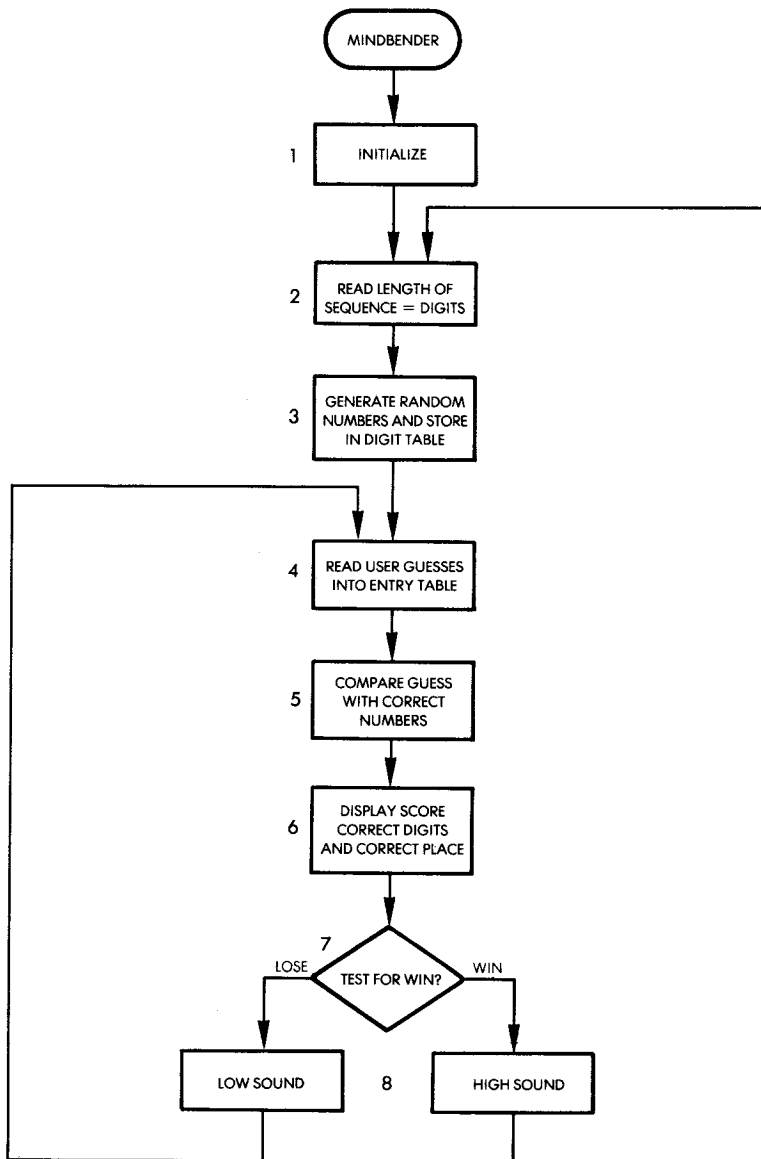 MINDBENDER
1
INITIALIZE
2
READ LENGTH OF
SEQUENCE = DIGITS
3
GENERATE RANDOM
NUMBERS AND STORE
IN DIGIT TABLE
4
READ USER GUESSES
INTO ENTRY TABLE
5
COMPARE GUESS
WITH CORRECT
NUMBERS
6
DISPLAY SCORE
CORRECT DIGITS
AND CORRECT PLACE
7
LOSE
TEST FOR WIN?
WIN
LOW SOUND
8
HIGH SOUND